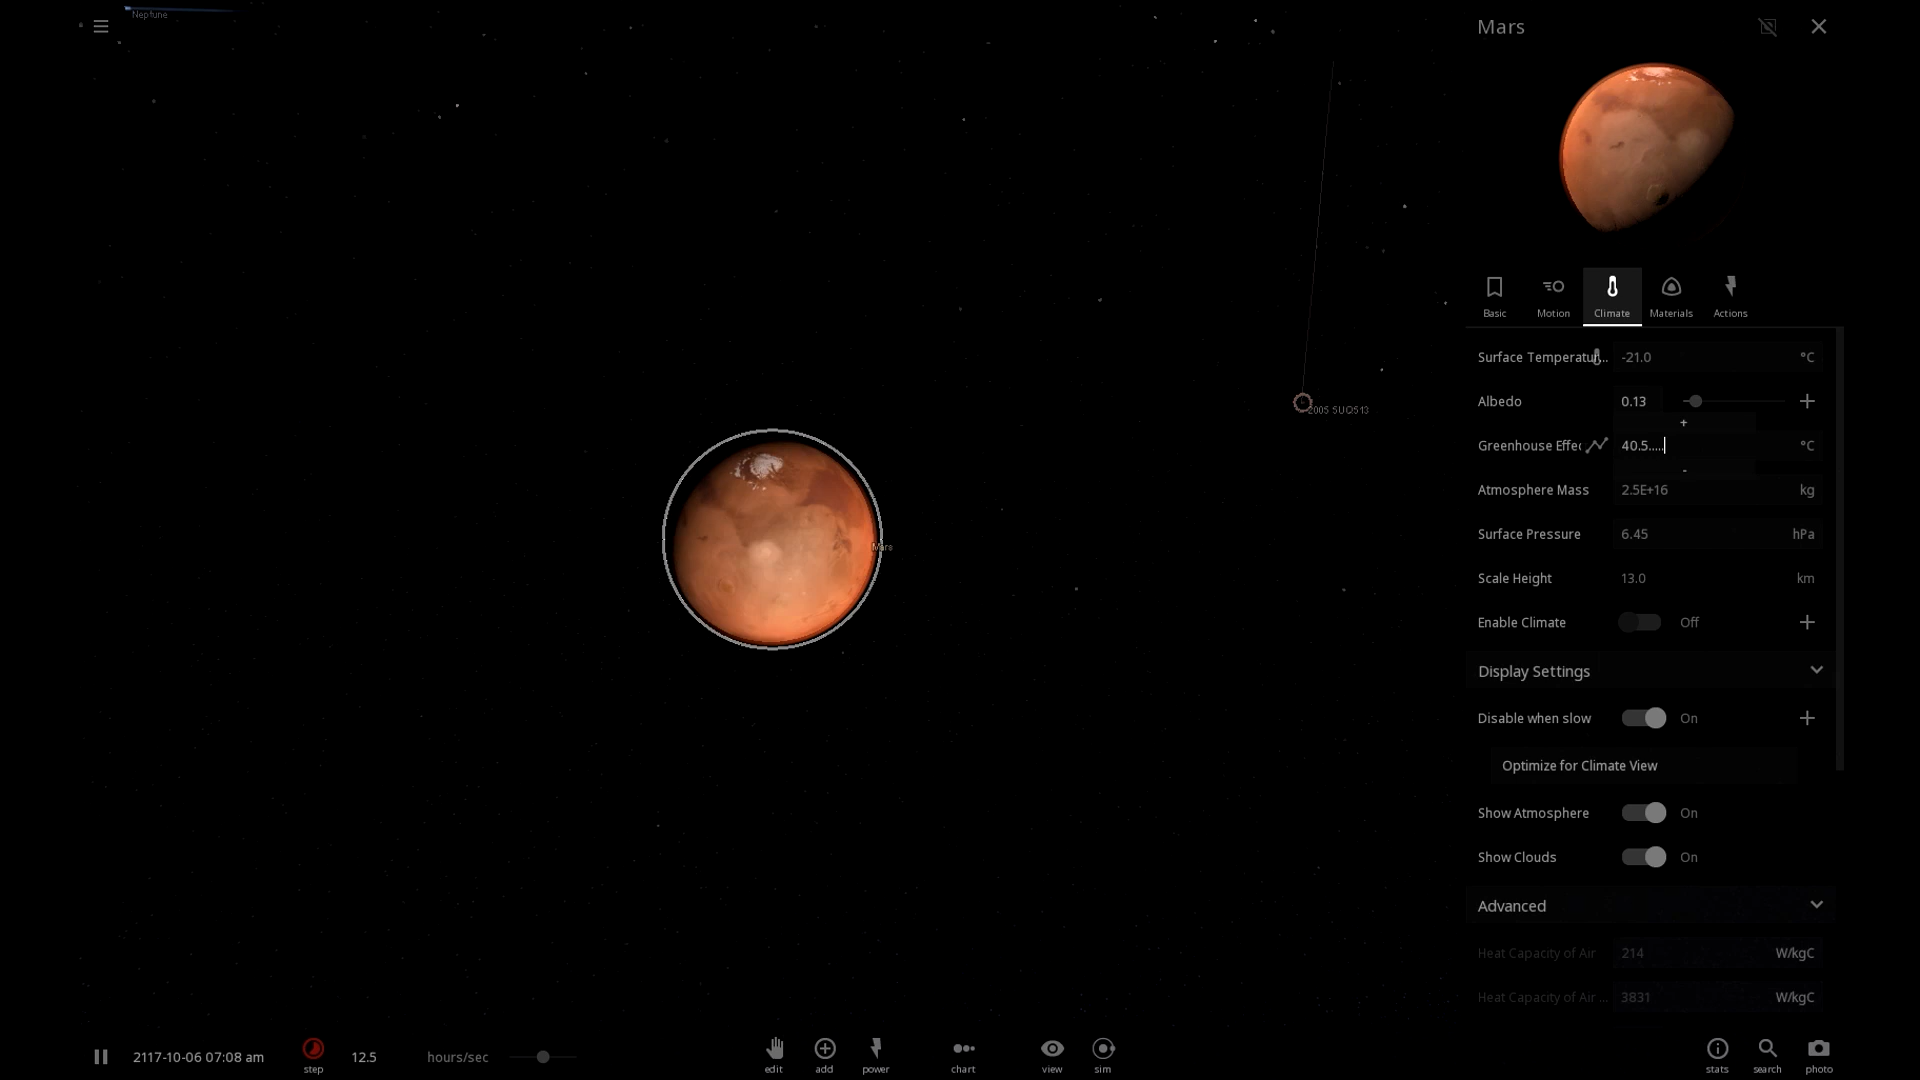 Neptune
Mars
Basic
Motion
Climate
Materials
Actions
Surface Temperatur... -21.0 °C
Albedo 0.13 +
+
Greenhouse Effec 40.5..... °C
-
Atmosphere Mass 2.5E+16 kg
Surface Pressure 6.45 hPa
Scale Height 13.0 km
Enable Climate Off +
Display Settings
Disable when slow On +
Optimize for Climate View
Show Atmosphere On
Show Clouds On
Advanced
Heat Capacity of Air 214 W/kgC
Heat Capacity of Air ... 3831 W/kgC
2005 SUQ513
Mars
2117-10-06 07:08 am
step
12.5 hours/sec
edit
add
power
chart
view
sim
stats
search
photo